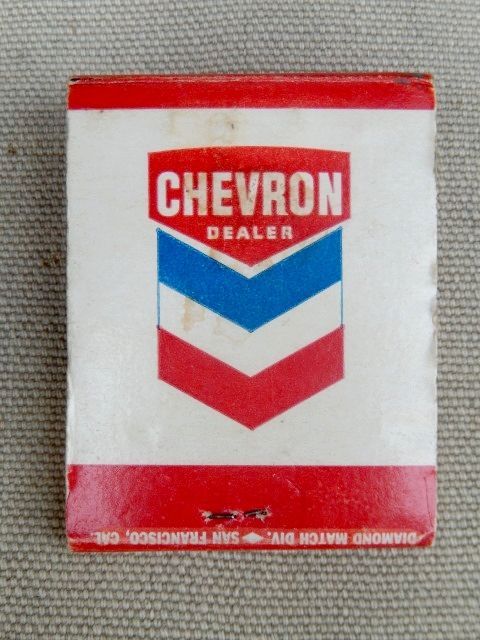 CHEVRON
DEALER
DIAMOND MATCH DIV. ◆ SAN FRANCISCO, CAL